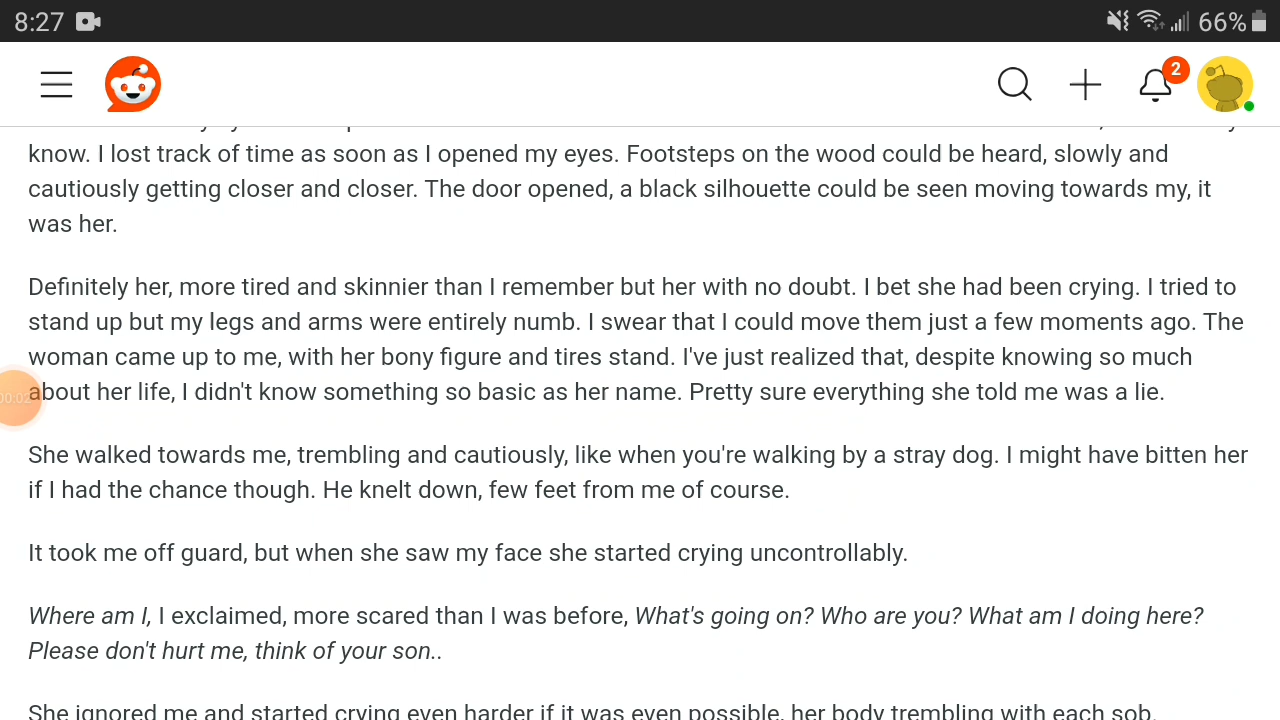 8:27
66%
2
know. I lost track of time as soon as I opened my eyes. Footsteps on the wood could be heard, slowly and
cautiously getting closer and closer. The door opened, a black silhouette could be seen moving towards my, it
was her.
Definitely her, more tired and skinnier than I remember but her with no doubt. I bet she had been crying. I tried to
stand up but my legs and arms were entirely numb. I swear that I could move them just a few moments ago. The
woman came up to me, with her bony figure and tires stand. I've just realized that, despite knowing so much
about her life, I didn't know something so basic as her name. Pretty sure everything she told me was a lie.
00:02
She walked towards me, trembling and cautiously, like when you're walking by a stray dog. I might have bitten her
if I had the chance though. He knelt down, few feet from me of course.
It took me off guard, but when she saw my face she started crying uncontrollably.
Where am I, I exclaimed, more scared than I was before, What's going on? Who are you? What am I doing here?
Please don't hurt me, think of your son..
She ignored me and started crying even harder if it was even possible, her body trembling with each sob.